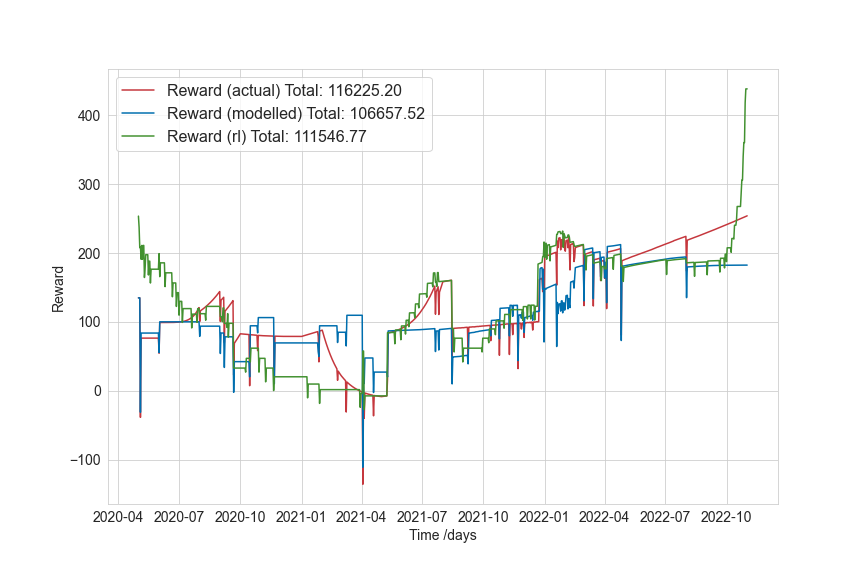 Reward (actual) Total: 116225.20
Reward (modelled) Total: 106657.52
Reward (rl) Total: 111546.77
400
300
200
100
0
−100
Reward
2020-04 2020-07 2020-10 2021-01 2021-04 2021-07 2021-10 2022-01 2022-04 2022-07 2022-10
Time /days